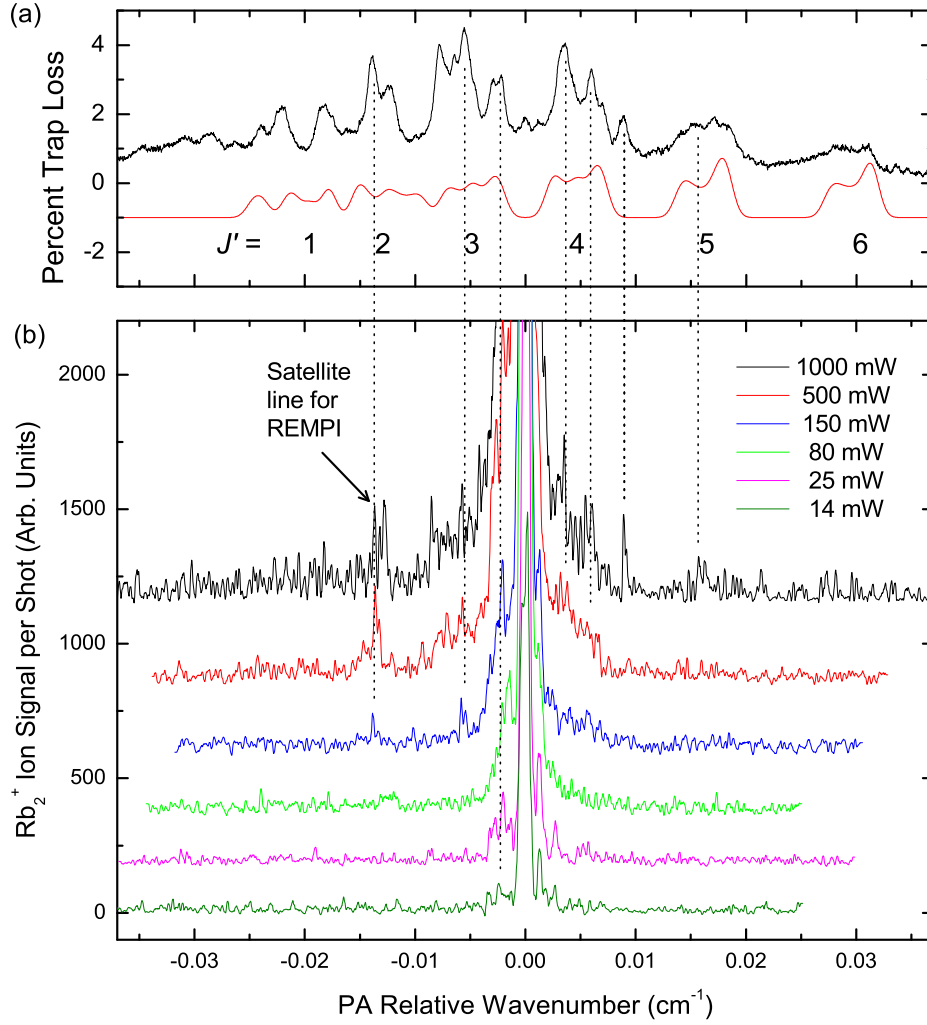 (a)
Percent Trap Loss
4
2
0
-2
J' = 1 2 3 4 5 6
(b)
Rb2+ Ion Signal per Shot (Arb. Units)
2000
1500
1000
500
0
Satellite
line for
REMPI
1000 mW
500 mW
150 mW
80 mW
25 mW
14 mW
-0.03 -0.02 -0.01 0.00 0.01 0.02 0.03
PA Relative Wavenumber (cm-1)